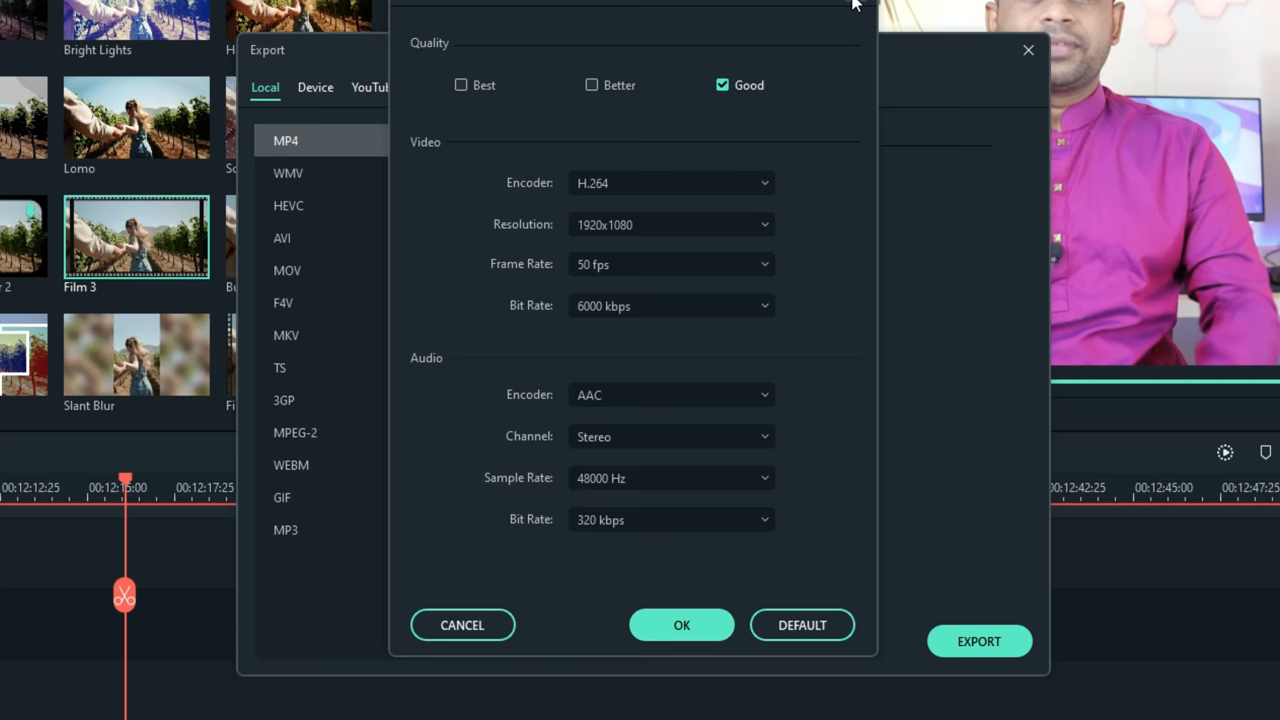 Bright Lights
Lomo
2
Film 3
Slant Blur
Export
Local Device
MP4
WMV
HEVC
AVI
MOV
F4V
MKV
TS
3GP
MPEG-2
WEBM
GIF
MP3
Quality
Best Better Good
Video
Encoder: H.264
Resolution: 1920x1080
Frame Rate: 50 fps
Bit Rate: 6000 kbps
Audio
Encoder: AAC
Channel: Stereo
Sample Rate: 48000 Hz
Bit Rate: 320 kbps
CANCEL OK DEFAULT
EXPORT
00:12:12:25 00:12:15:00 00:12:17:25 00:12:42:25 00:12:45:00 00:12:47:25